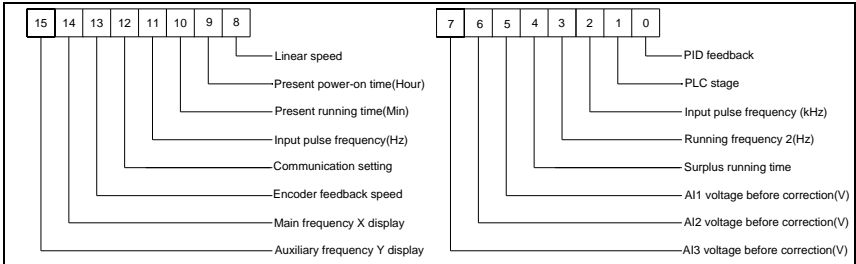 15 14 13 12 11 10 9 8
Linear speed
Present power-on time(Hour)
Present running time(Min)
Input pulse frequency(Hz)
Communication setting
Encoder feedback speed
Main frequency X display
Auxiliary frequency Y display
7 6 5 4 3 2 1 0
PID feedback
PLC stage
Input pulse frequency (kHz)
Running frequency 2(Hz)
Surplus running time
AI1 voltage before correction(V)
AI2 voltage before correction(V)
AI3 voltage before correction(V)